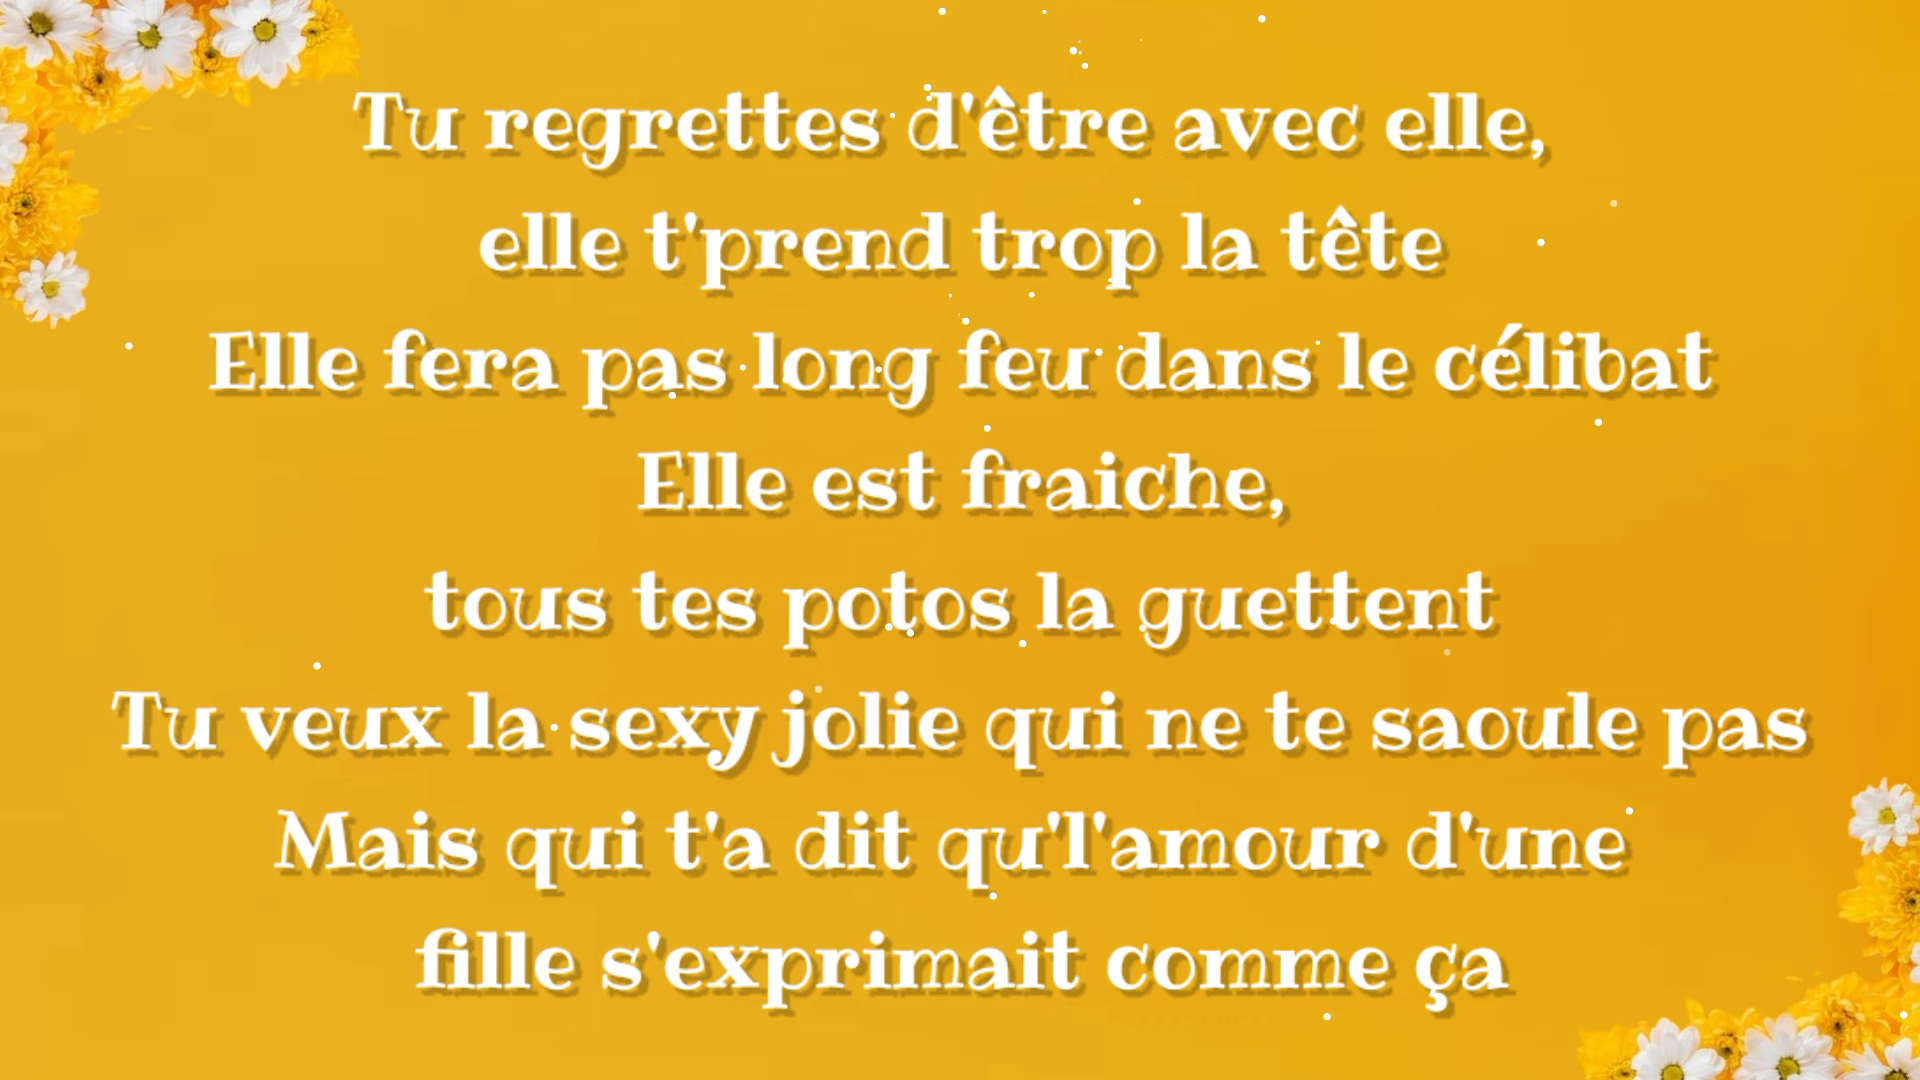 Tu regrettes d'être avec elle,
elle t'prend trop la tête
Elle fera pas long feu dans le célibat
Elle est fraiche,
tous tes potos la guettent
Tu veux la sexy jolie qui ne te saoule pas
Mais qui t'a dit qu'l'amour d'une
fille s'exprimait comme ça